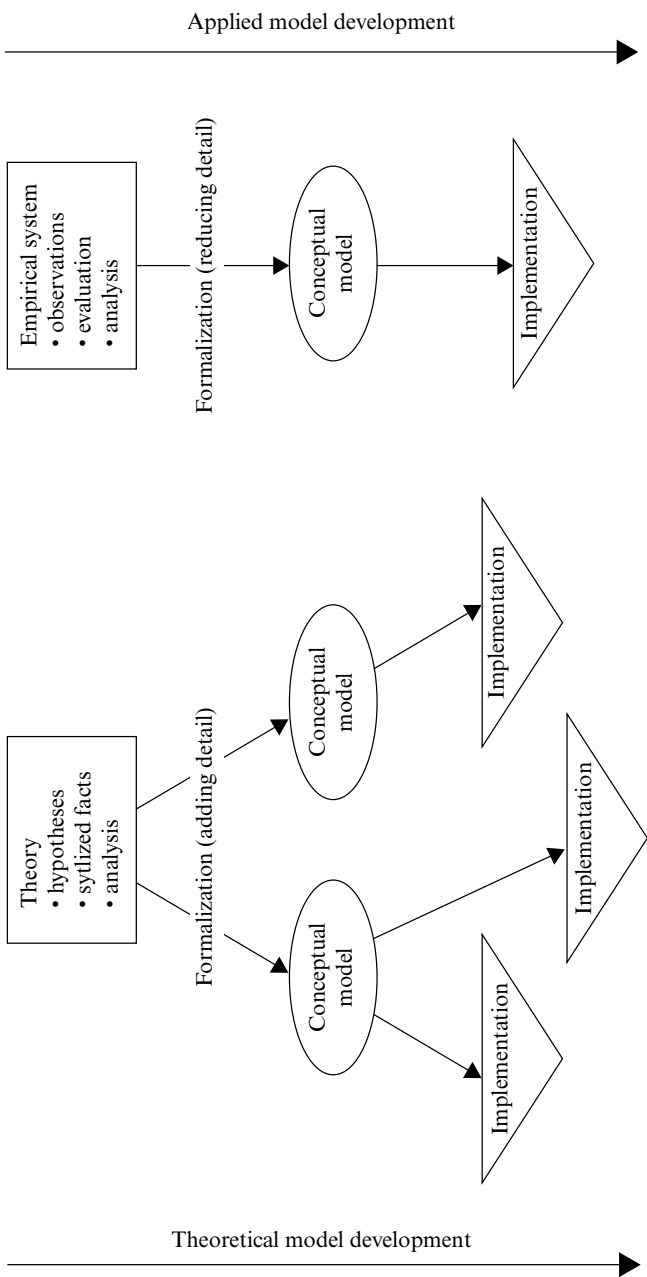 Applied model development
Empirical system
• observations
• evaluation
• analysis
Formalization (reducing detail)
Conceptual
model
Implementation
Theory
• hypotheses
• sytlized facts
• analysis
Formalization (adding detail)
Conceptual
model
Conceptual
model
Implementation
Implementation
Implementation
Theoretical model development